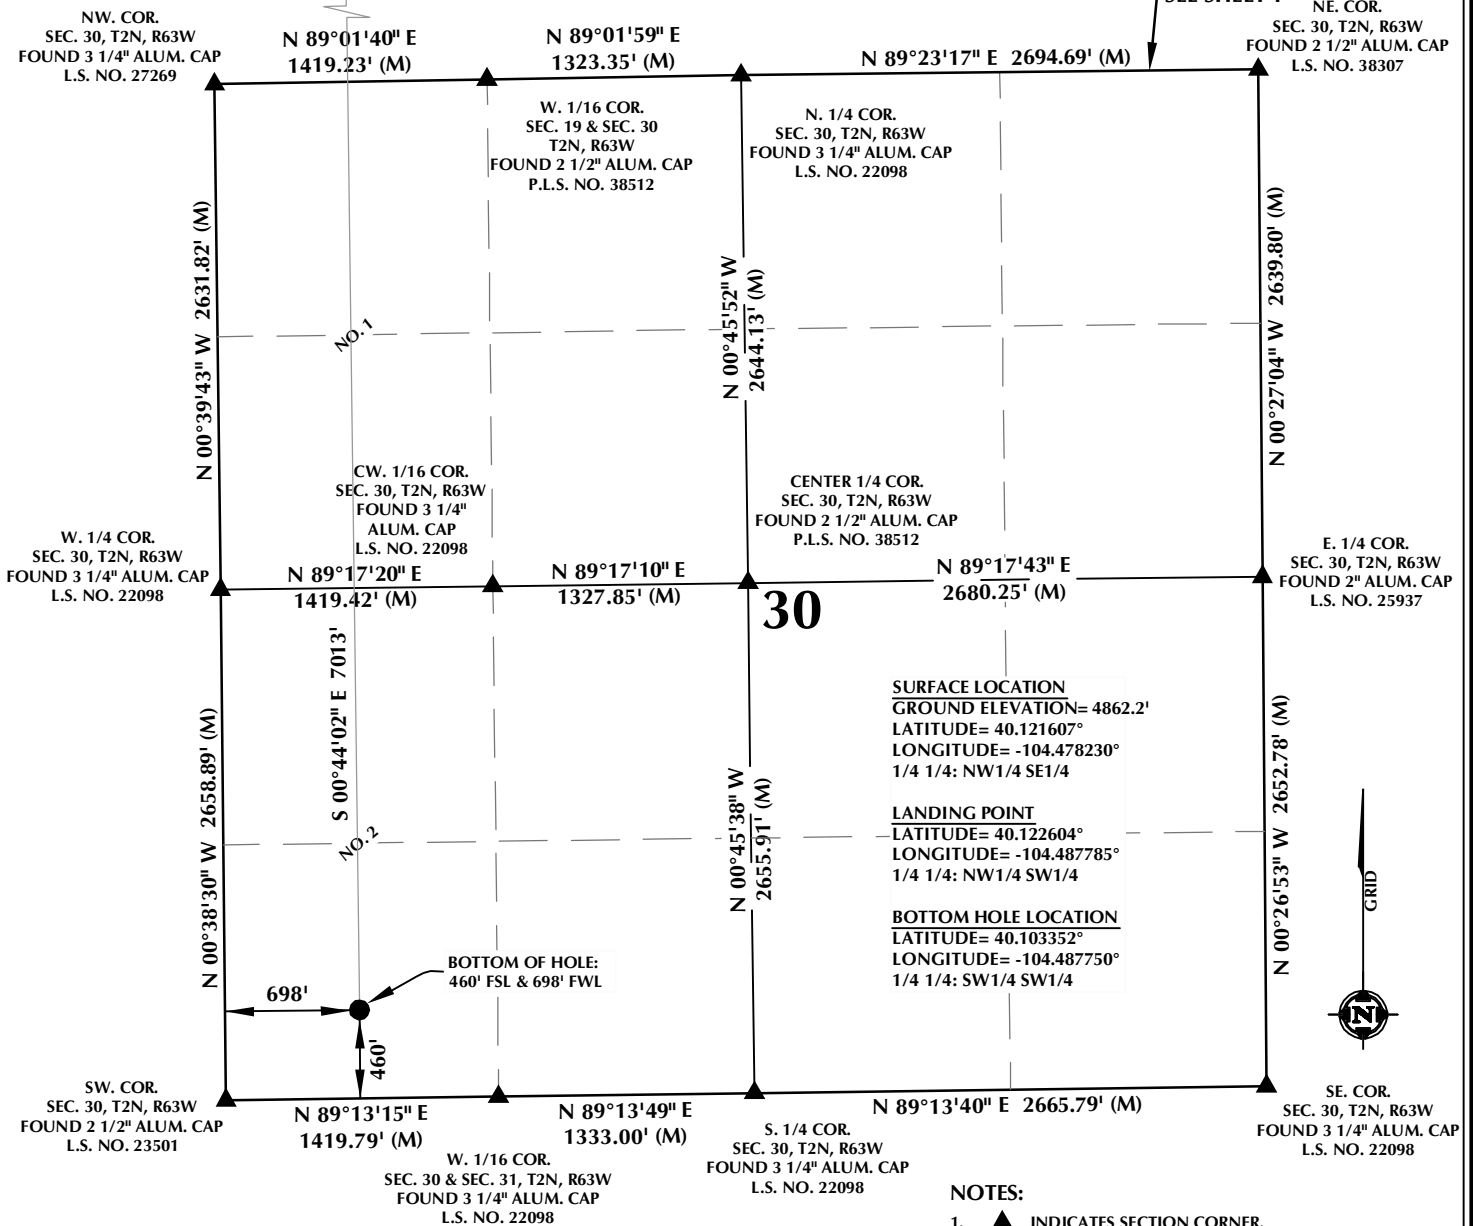 NW. COR.
SEC. 30, T2N, R63W
FOUND 3 1/4" ALUM. CAP
L.S. NO. 27269
N 89°01'40" E
1419.23' (M)
N 89°01'59" E
1323.35' (M)
N 89°23'17" E 2694.69' (M)
NE. COR.
SEC. 30, T2N, R63W
FOUND 2 1/2" ALUM. CAP
L.S. NO. 38307
W. 1/16 COR.
SEC. 19 & SEC. 30
T2N, R63W
FOUND 2 1/2" ALUM. CAP
P.L.S. NO. 38512
N. 1/4 COR.
SEC. 30, T2N, R63W
FOUND 3 1/4" ALUM. CAP
L.S. NO. 22098
N 00°39'43" W 2631.82' (M)
NO.1
N 00°45'52" W
2644.13' (M)
N 00°27'04" W 2639.80' (M)
CW. 1/16 COR.
SEC. 30, T2N, R63W
FOUND 3 1/4"
ALUM. CAP
L.S. NO. 22098
CENTER 1/4 COR.
SEC. 30, T2N, R63W
FOUND 2 1/2" ALUM. CAP
P.L.S. NO. 38512
W. 1/4 COR.
SEC. 30, T2N, R63W
FOUND 3 1/4" ALUM. CAP
L.S. NO. 22098
N 89°17'20" E
1419.42' (M)
N 89°17'10" E
1327.85' (M)
N 89°17'43" E
2680.25' (M)
E. 1/4 COR.
SEC. 30, T2N, R63W
FOUND 2" ALUM. CAP
L.S. NO. 25937
30
S 00°44'02" E 7013'
SURFACE LOCATION
GROUND ELEVATION= 4862.2'
LATITUDE= 40.121607°
LONGITUDE= -104.478230°
1/4 1/4: NW1/4 SE1/4
LANDING POINT
LATITUDE= 40.122604°
LONGITUDE= -104.487785°
1/4 1/4: NW1/4 SW1/4
BOTTOM HOLE LOCATION
LATITUDE= 40.103352°
LONGITUDE= -104.487750°
1/4 1/4: SW1/4 SW1/4
N 00°38'30" W 2658.89' (M)
NO.2
N 00°45'38" W
2655.91' (M)
N 00°26'53" W 2652.78' (M)
GRID
N
BOTTOM OF HOLE:
460' FSL & 698' FWL
698'
460'
SW. COR.
SEC. 30, T2N, R63W
FOUND 2 1/2" ALUM. CAP
L.S. NO. 23501
N 89°13'15" E
1419.79' (M)
N 89°13'49" E
1333.00' (M)
N 89°13'40" E 2665.79' (M)
SE. COR.
SEC. 30, T2N, R63W
FOUND 3 1/4" ALUM. CAP
L.S. NO. 22098
W. 1/16 COR.
SEC. 30 & SEC. 31, T2N, R63W
FOUND 3 1/4" ALUM. CAP
L.S. NO. 22098
S. 1/4 COR.
SEC. 30, T2N, R63W
FOUND 3 1/4" ALUM. CAP
L.S. NO. 22098
NOTES:
1. INDICATES SECTION CORNER.